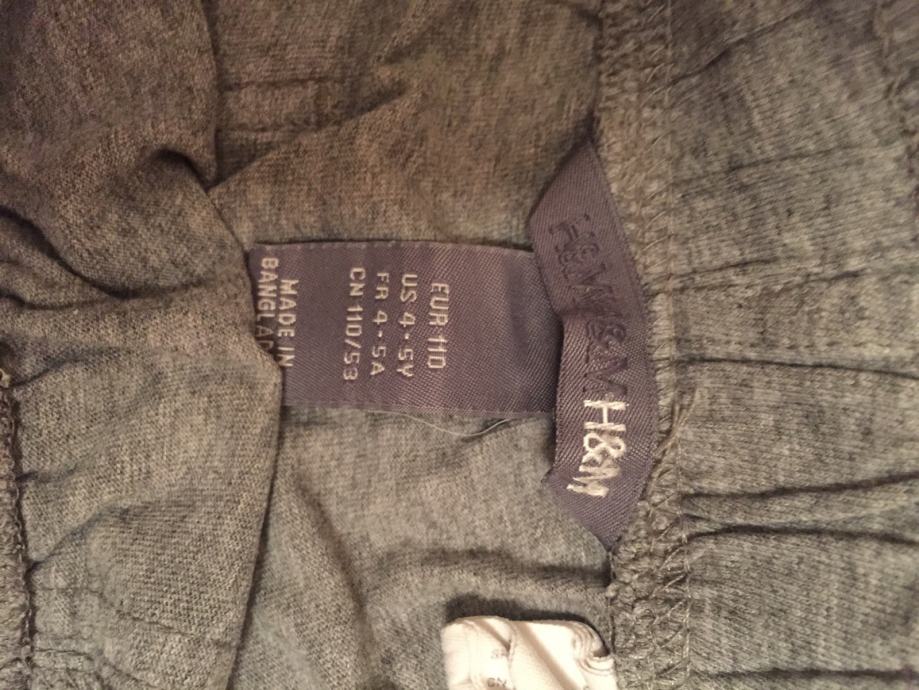 H&M H&M H&M
EUR 110
US 4-5Y
FR 4-5A
CN 110/53
MADE IN